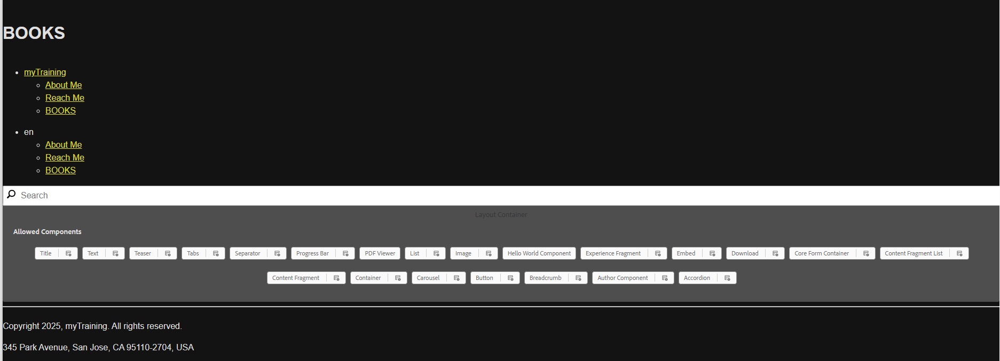 BOOKS
myTraining
About Me
Reach Me
BOOKS
en
About Me
Reach Me
BOOKS
Search
Layout Container
Allowed Components
Title Text Teaser Tabs Separator Progress Bar PDF Viewer List Image Hello World Component Experience Fragment Embed Download Core Form Container Content Fragment List
Content Fragment Container Carousel Button Breadcrumb Author Component Accordion
Copyright 2025, myTraining. All rights reserved.
345 Park Avenue, San Jose, CA 95110-2704, USA